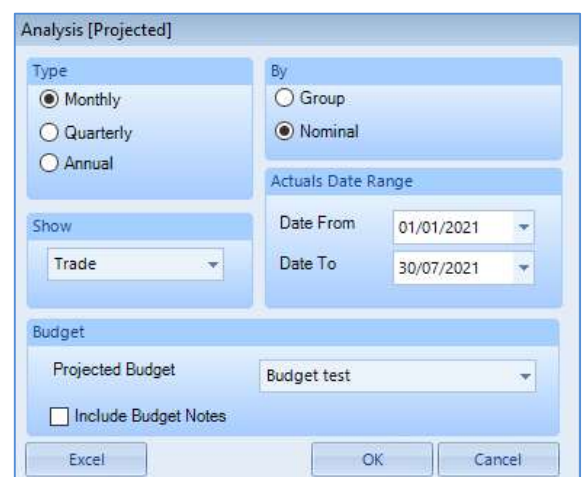 Analysis [Projected]
Type
Monthly
Quarterly
Annual
By
Group
Nominal
Actuals Date Range
Date From 01/01/2021
Date To 30/07/2021
Show
Trade
Budget
Projected Budget Budget test
Include Budget Notes
Excel OK Cancel